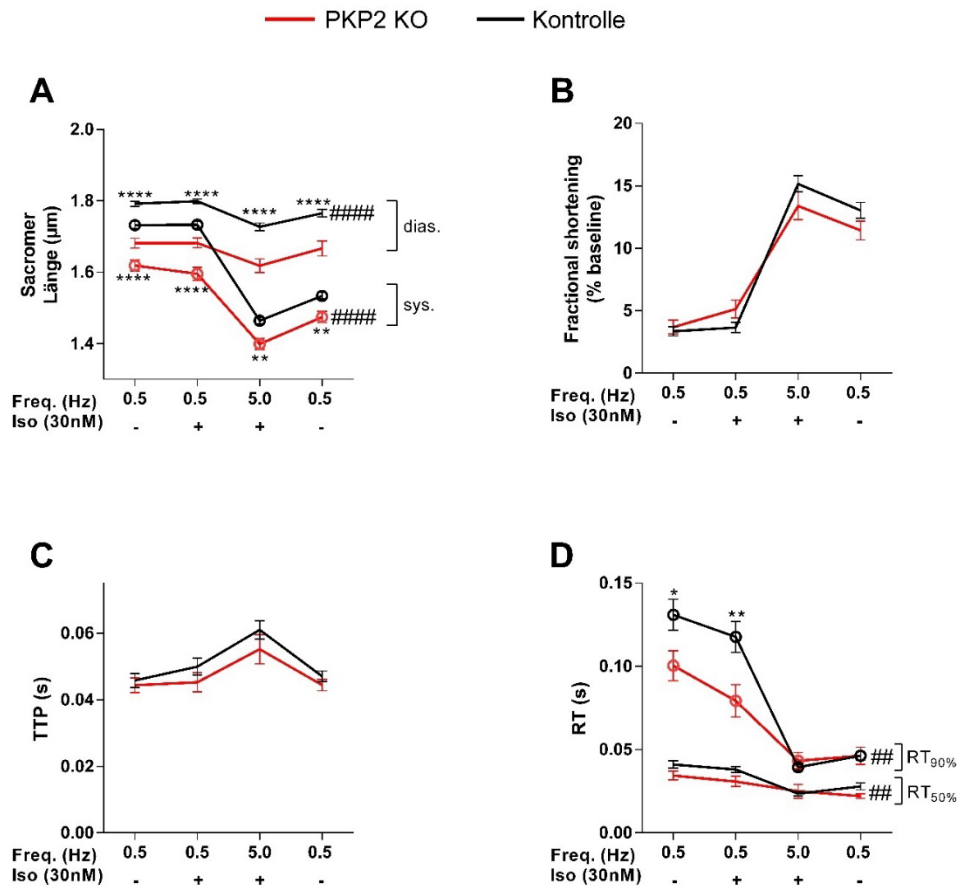 PKP2 KO
Kontrolle
A
Sacromer
Länge (µm)
2.0
1.8
1.6
1.4
**** **** **** ****
####
dias.
sys.
####
**** **** ** **
Freq. (Hz) 0.5 0.5 5.0 0.5
Iso (30nM) - + + -
B
Fractional shortening
(% baseline)
20
15
10
5
0
Freq. (Hz) 0.5 0.5 5.0 0.5
Iso (30nM) - + + -
C
TTP (s)
0.06
0.04
0.02
0.00
Freq. (Hz) 0.5 0.5 5.0 0.5
Iso (30nM) - + + -
D
RT (s)
0.15
0.10
0.05
0.00
* **
## RT90%
## RT50%
Freq. (Hz) 0.5 0.5 5.0 0.5
Iso (30nM) - + + -